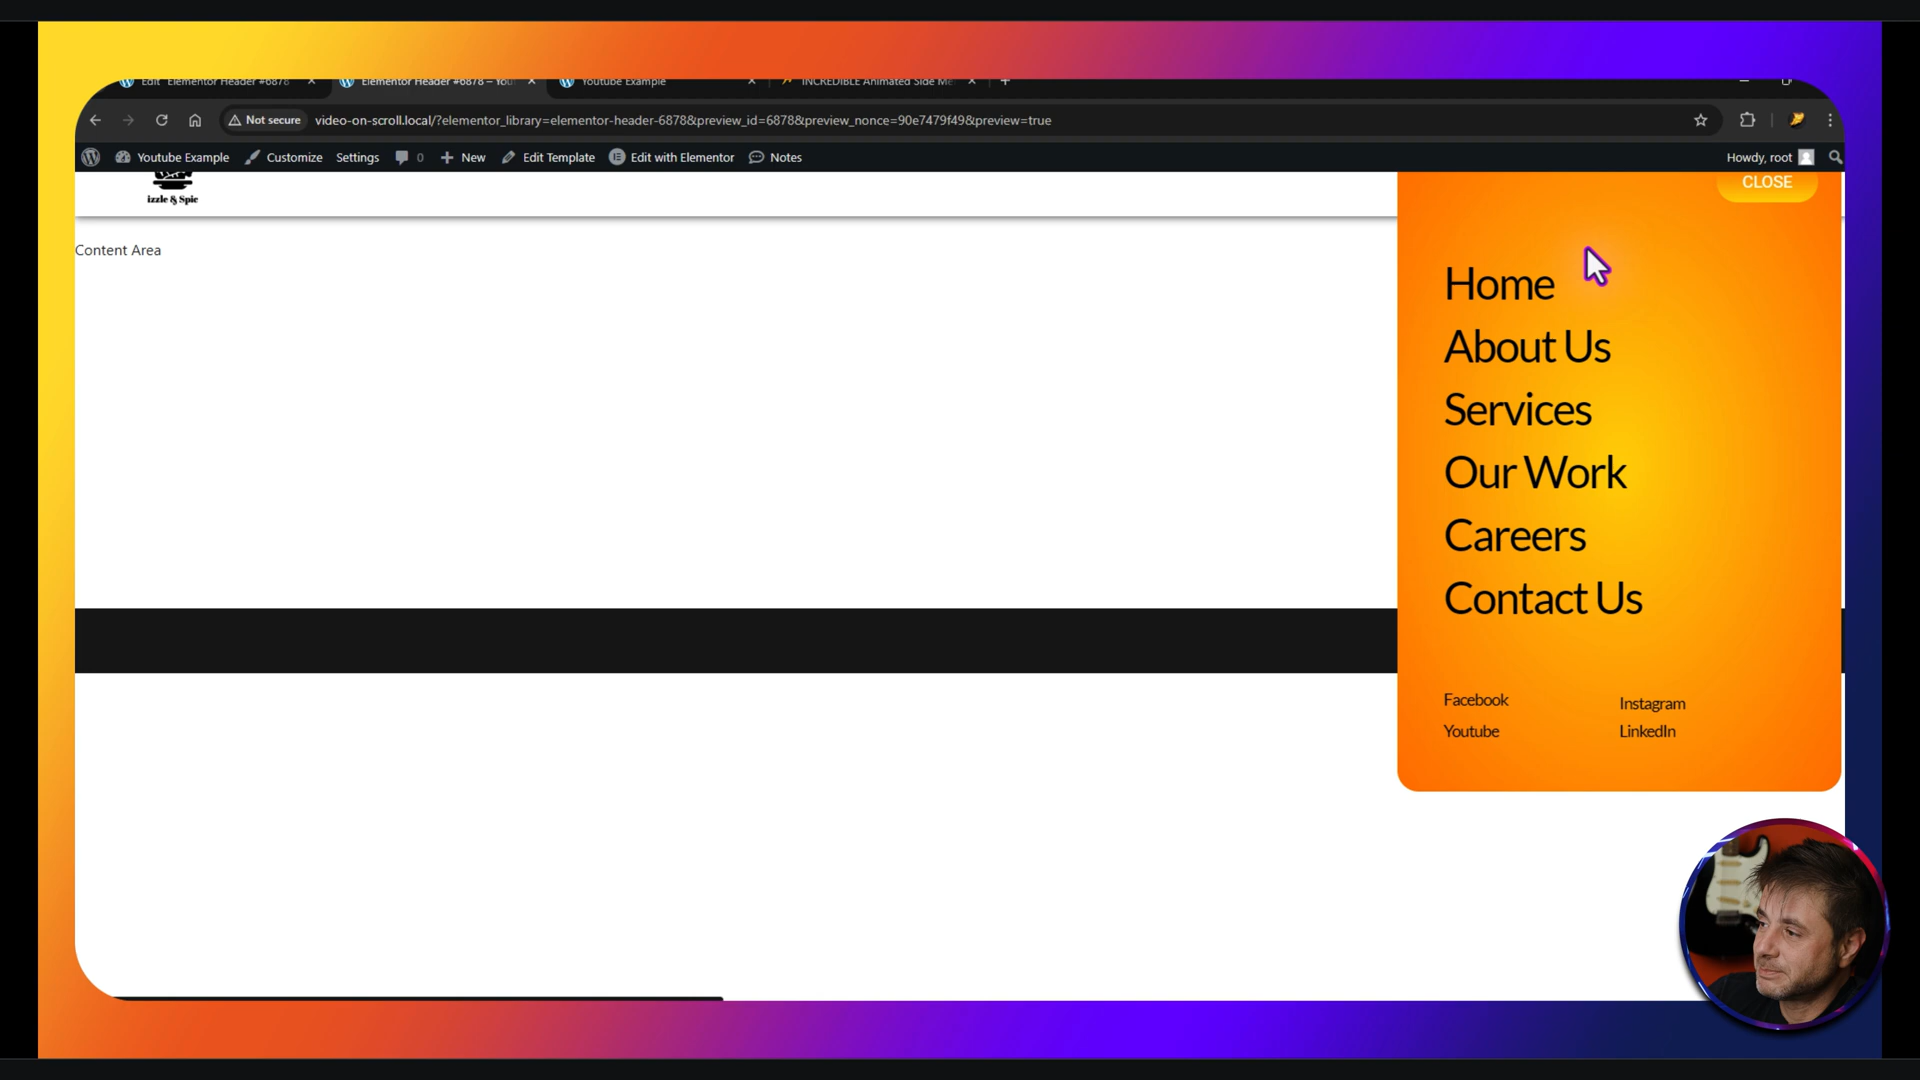 Edit "Elementor Header #6878"
Elementor Header #6878 – You
Youtube Example
INCREDIBLE Animated Side Me
Not secure
video-on-scroll.local/?elementor_library=elementor-header-6878&preview_id=6878&preview_nonce=90e7479f49&preview=true
Youtube Example
Customize
Settings
0
New
Edit Template
Edit with Elementor
Notes
Howdy, root
izzle & Spic
CLOSE
Content Area
Home
About Us
Services
Our Work
Careers
Contact Us
Facebook
Instagram
Youtube
LinkedIn